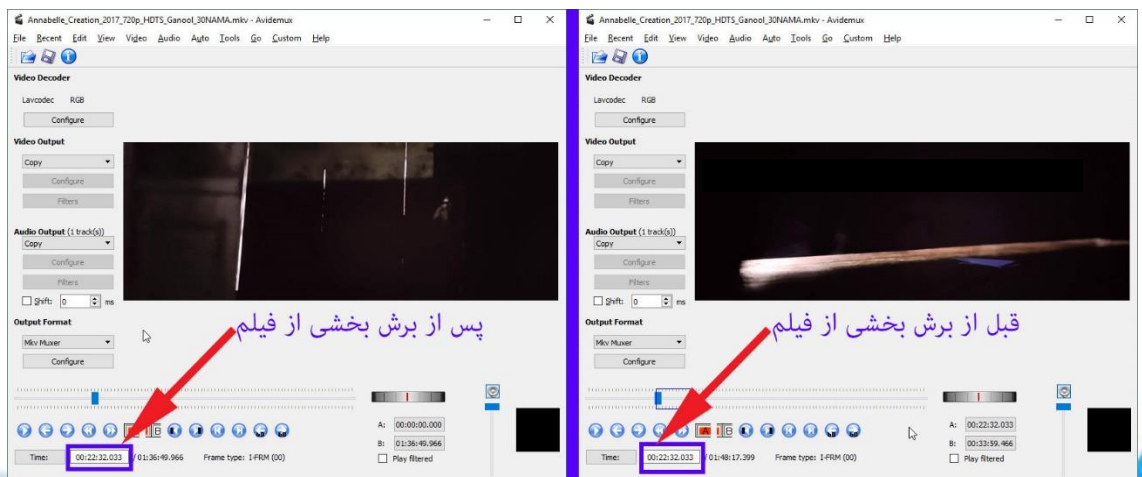 Annabelle_Creation_2017_720p_HDTS_Ganool_30NAMA.mkv - Avidemux
File Recent Edit View Video Audio Auto Tools Go Custom Help
Video Decoder
Lavcodec RGB
Configure
Video Output
Copy
Configure
Filters
Audio Output (1 track(s))
Copy
Configure
Filters
Shift: 0 ms
Output Format
Mkv Muxer
Configure
پس از برش بخشی از فیلم
A B
A: 00:00:00.000
B: 01:36:49.966
Time: 00:22:32.033 / 01:36:49.966 Frame type: I-FRM (00)
Play filtered
Annabelle_Creation_2017_720p_HDTS_Ganool_30NAMA.mkv - Avidemux
File Recent Edit View Video Audio Auto Tools Go Custom Help
Video Decoder
Lavcodec RGB
Configure
Video Output
Copy
Configure
Filters
Audio Output (1 track(s))
Copy
Configure
Filters
Shift: 0 ms
Output Format
Mkv Muxer
Configure
قبل از برش بخشی از فیلم
A B
A: 00:22:32.033
B: 00:33:59.466
Time: 00:22:32.033 / 01:48:17.399 Frame type: I-FRM (00)
Play filtered